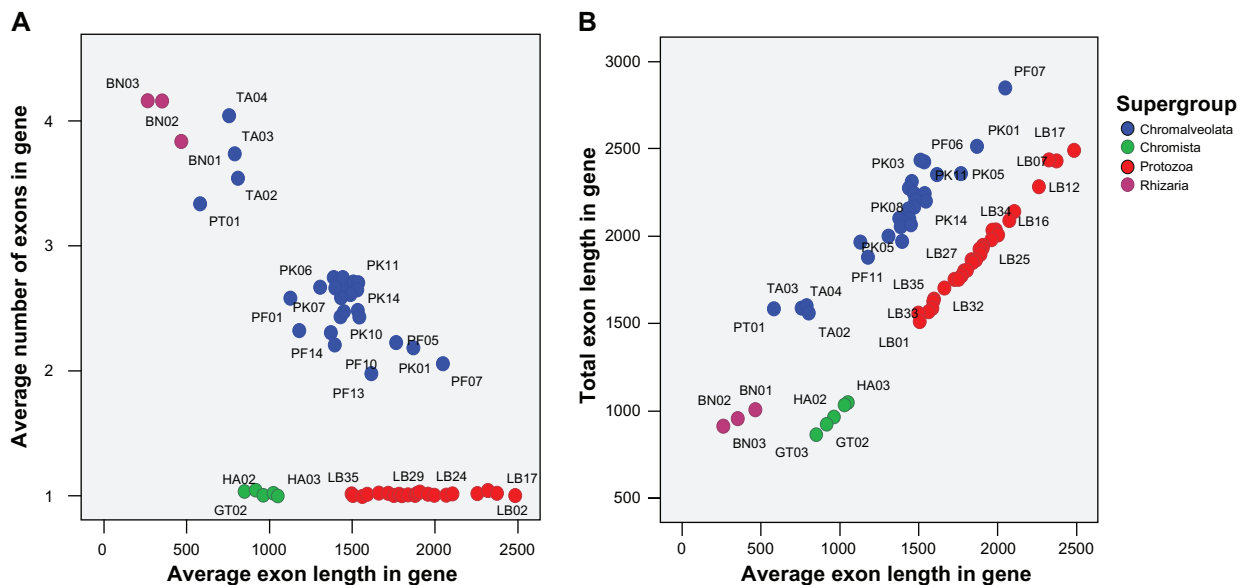 A
Average number of exons in gene
4
3
2
1
BN03
BN02
BN01
TA04
TA03
TA02
PT01
PK06
PK11
PK07
PK14
PF01
PK10
PF14
PF05
PF10
PK01
PF13
PF07
HA02
HA03
GT02
LB35
LB29
LB24
LB17
LB02
0
500
1000
1500
2000
2500
Average exon length in gene
B
Total exon length in gene
3000
2500
2000
1500
1000
500
PF07
PF06
PK01
LB17
PK03
LB07
PK11
PK05
LB12
PK08
LB34
PK14
LB16
PK05
LB27
LB25
PF11
TA03
TA04
LB35
LB32
PT01
TA02
LB33
LB01
BN02
BN01
HA02
HA03
BN03
GT02
GT03
0
500
1000
1500
2000
2500
Average exon length in gene
Supergroup
Chromalveolata
Chromista
Protozoa
Rhizaria